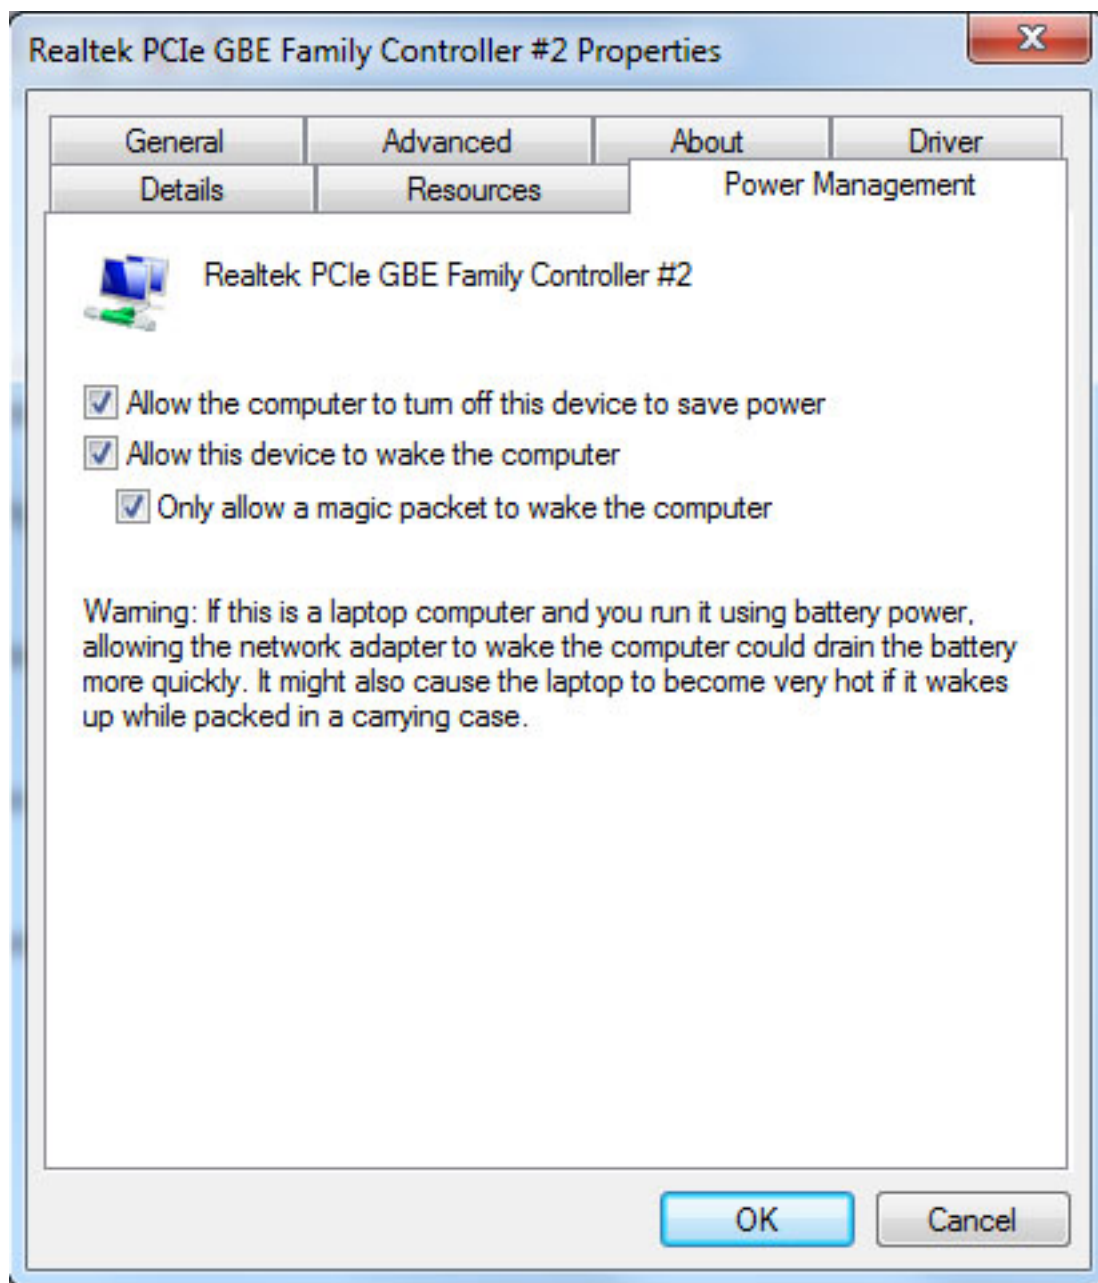 Realtek PCIe GBE Family Controller #2 Properties
General Advanced About Driver
Details Resources Power Management
Realtek PCIe GBE Family Controller #2
Allow the computer to turn off this device to save power
Allow this device to wake the computer
Only allow a magic packet to wake the computer
Warning: If this is a laptop computer and you run it using battery power,
allowing the network adapter to wake the computer could drain the battery
more quickly. It might also cause the laptop to become very hot if it wakes
up while packed in a carrying case.
OK Cancel